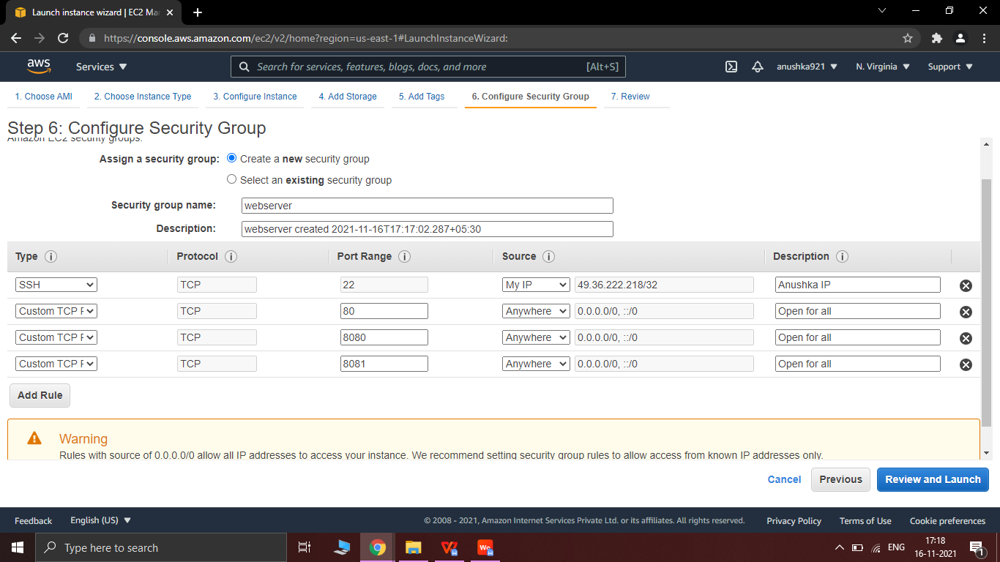 Launch instance wizard | EC2 Ma
https://console.aws.amazon.com/ec2/v2/home?region=us-east-1#LaunchInstanceWizard:
aws Services Search for services, features, blogs, docs, and more [Alt+S] anushka921 N. Virginia Support
1. Choose AMI 2. Choose Instance Type 3. Configure Instance 4. Add Storage 5. Add Tags 6. Configure Security Group 7. Review
Step 6: Configure Security Group
Amazon EC2 security groups.
Assign a security group: Create a new security group
Select an existing security group
Security group name: webserver
Description: webserver created 2021-11-16T17:17:02.287+05:30
Type Protocol Port Range Source Description
SSH TCP 22 My IP 49.36.222.218/32 Anushka IP
Custom TCP F TCP 80 Anywhere 0.0.0.0/0, ::/0 Open for all
Custom TCP F TCP 8080 Anywhere 0.0.0.0/0, ::/0 Open for all
Custom TCP F TCP 8081 Anywhere 0.0.0.0/0, ::/0 Open for all
Add Rule
Warning
Rules with source of 0.0.0.0/0 allow all IP addresses to access your instance. We recommend setting security group rules to allow access from known IP addresses only.
Cancel Previous Review and Launch
Feedback English (US) © 2008 - 2021, Amazon Internet Services Private Ltd. or its affiliates. All rights reserved. Privacy Policy Terms of Use Cookie preferences
Type here to search ENG 17:18
16-11-2021 1